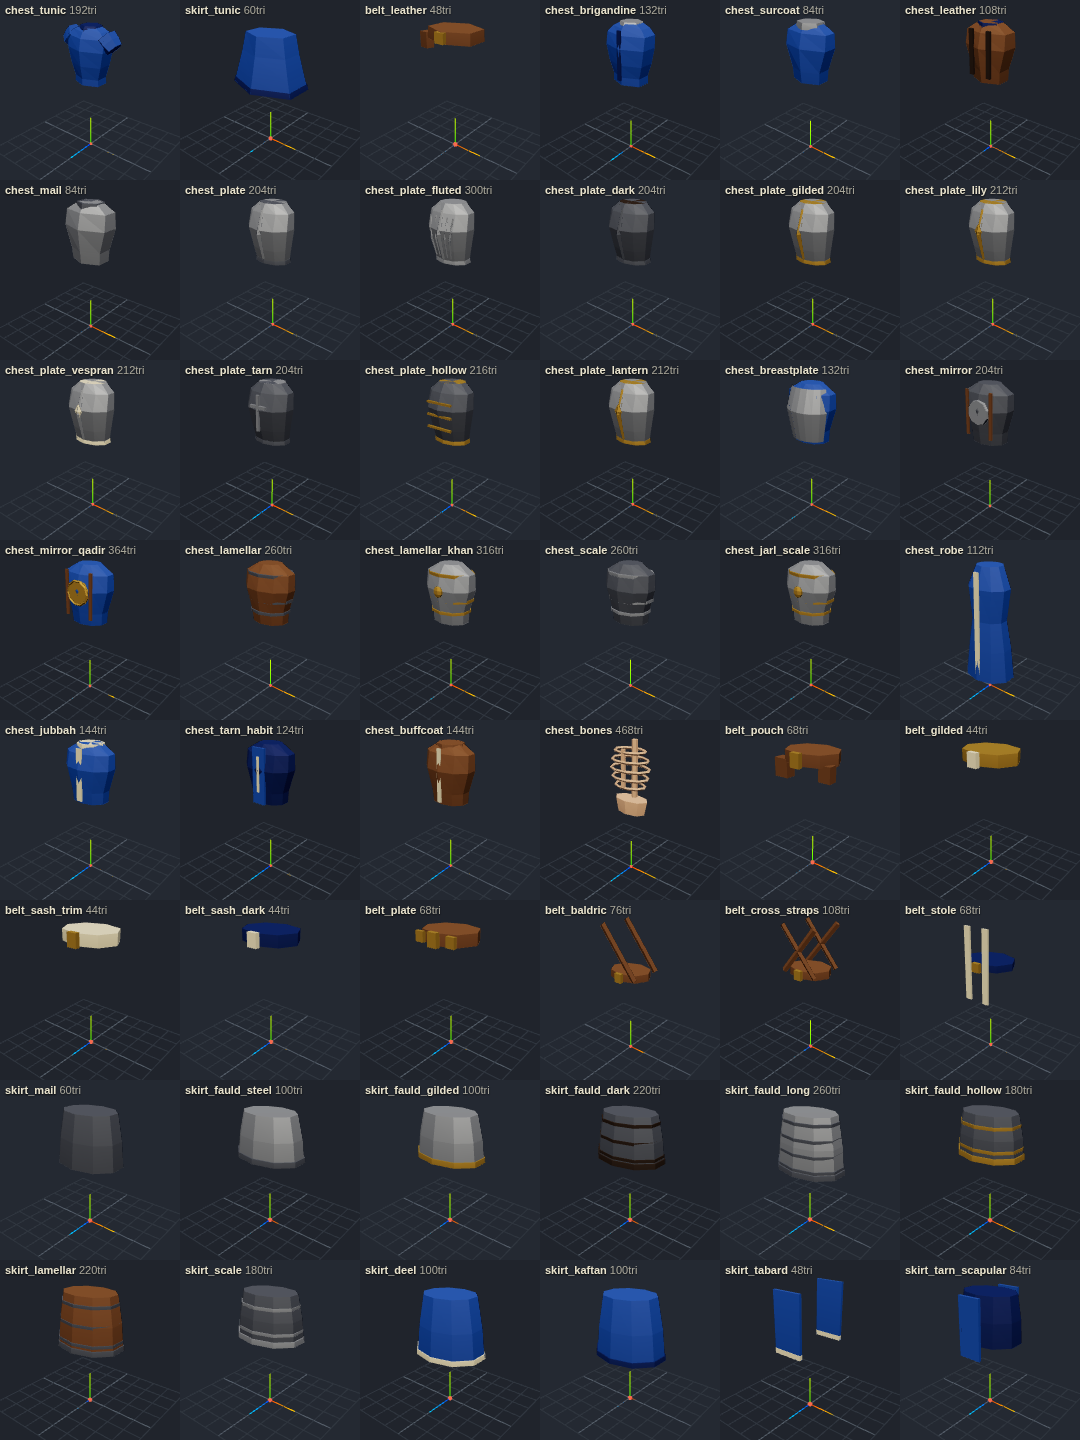 chest_tunic 192tri
skirt_tunic 60tri
belt_leather 48tri
chest_brigandine 132tri
chest_surcoat 84tri
chest_leather 108tri
chest_mail 84tri
chest_plate 204tri
chest_plate_fluted 300tri
chest_plate_dark 204tri
chest_plate_gilded 204tri
chest_plate_lily 212tri
chest_plate_vespran 212tri
chest_plate_tarn 204tri
chest_plate_hollow 216tri
chest_plate_lantern 212tri
chest_breastplate 132tri
chest_mirror 204tri
chest_mirror_qadir 364tri
chest_lamellar 260tri
chest_lamellar_khan 316tri
chest_scale 260tri
chest_jarl_scale 316tri
chest_robe 112tri
chest_jubbah 144tri
chest_tarn_habit 124tri
chest_buffcoat 144tri
chest_bones 468tri
belt_pouch 68tri
belt_gilded 44tri
belt_sash_trim 44tri
belt_sash_dark 44tri
belt_plate 68tri
belt_baldric 76tri
belt_cross_straps 108tri
belt_stole 68tri
skirt_mail 60tri
skirt_fauld_steel 100tri
skirt_fauld_gilded 100tri
skirt_fauld_dark 220tri
skirt_fauld_long 260tri
skirt_fauld_hollow 180tri
skirt_lamellar 220tri
skirt_scale 180tri
skirt_deel 100tri
skirt_kaftan 100tri
skirt_tabard 48tri
skirt_tarn_scapular 84tri